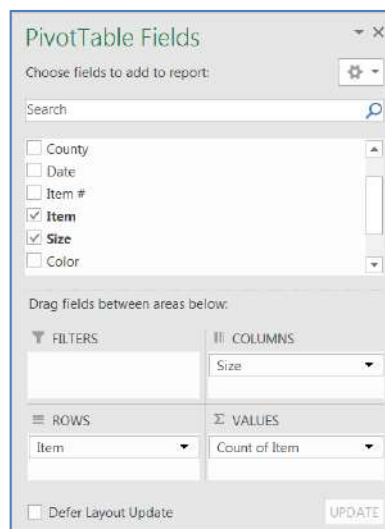 PivotTable Fields
Choose fields to add to report:
Search
County
Date
Item #
Item
Size
Color
Drag fields between areas below:
FILTERS
COLUMNS
Size
ROWS
Σ VALUES
Item
Count of Item
Defer Layout Update
UPDATE